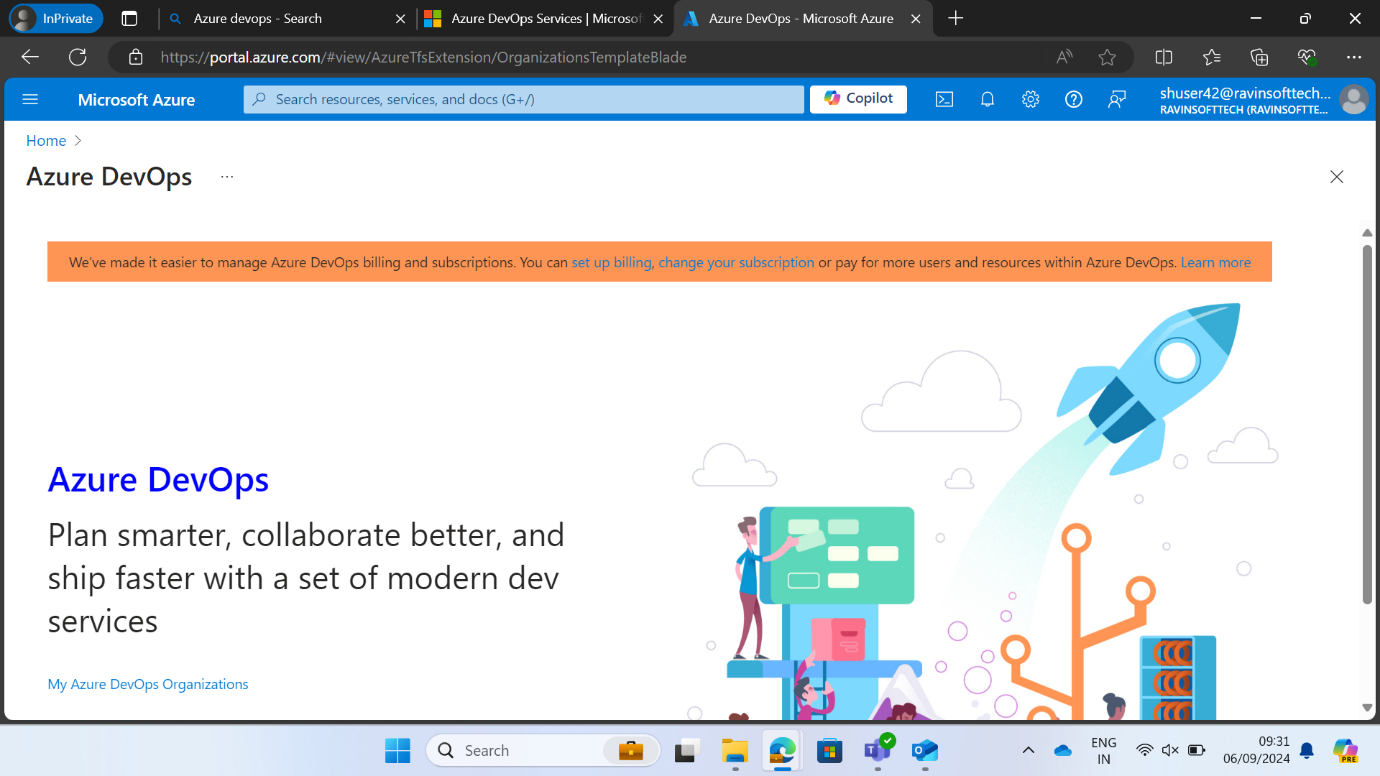 InPrivate
Azure devops - Search
Azure DevOps Services | Microsof
Azure DevOps - Microsoft Azure
https://portal.azure.com/#view/AzureTfsExtension/OrganizationsTemplateBlade
Microsoft Azure
Search resources, services, and docs (G+/)
Copilot
shuser42@ravinsofttech...
RAVINSOFTTECH (RAVINSOFTTE...
Home
Azure DevOps
...
We've made it easier to manage Azure DevOps billing and subscriptions. You can set up billing, change your subscription or pay for more users and resources within Azure DevOps. Learn more
Azure DevOps
Plan smarter, collaborate better, and
ship faster with a set of modern dev
services
My Azure DevOps Organizations
Search
ENG
IN
09:31
06/09/2024
PRE